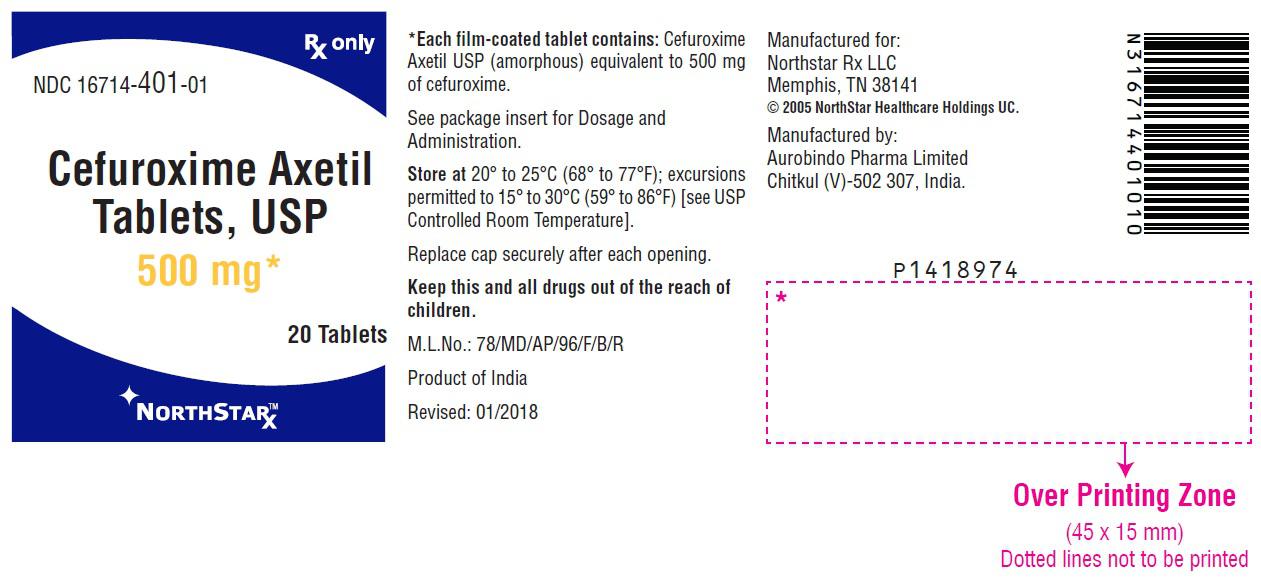 Rx only
NDC 16714-401-01
Cefuroxime Axetil
Tablets, USP
500 mg*
20 Tablets
NORTHSTARx™
*Each film-coated tablet contains: Cefuroxime
Axetil USP (amorphous) equivalent to 500 mg
of cefuroxime.
See package insert for Dosage and
Administration.
Store at 20° to 25°C (68° to 77°F); excursions
permitted to 15° to 30°C (59° to 86°F) [see USP
Controlled Room Temperature].
Replace cap securely after each opening.
Keep this and all drugs out of the reach of
children.
M.L.No.: 78/MD/AP/96/F/B/R
Product of India
Revised: 01/2018
Manufactured for:
Northstar Rx LLC
Memphis, TN 38141
© 2005 NorthStar Healthcare Holdings UC.
Manufactured by:
Aurobindo Pharma Limited
Chitkul (V)-502 307, India.
N3167144401010
P1418974
*
Over Printing Zone
(45 x 15 mm)
Dotted lines not to be printed